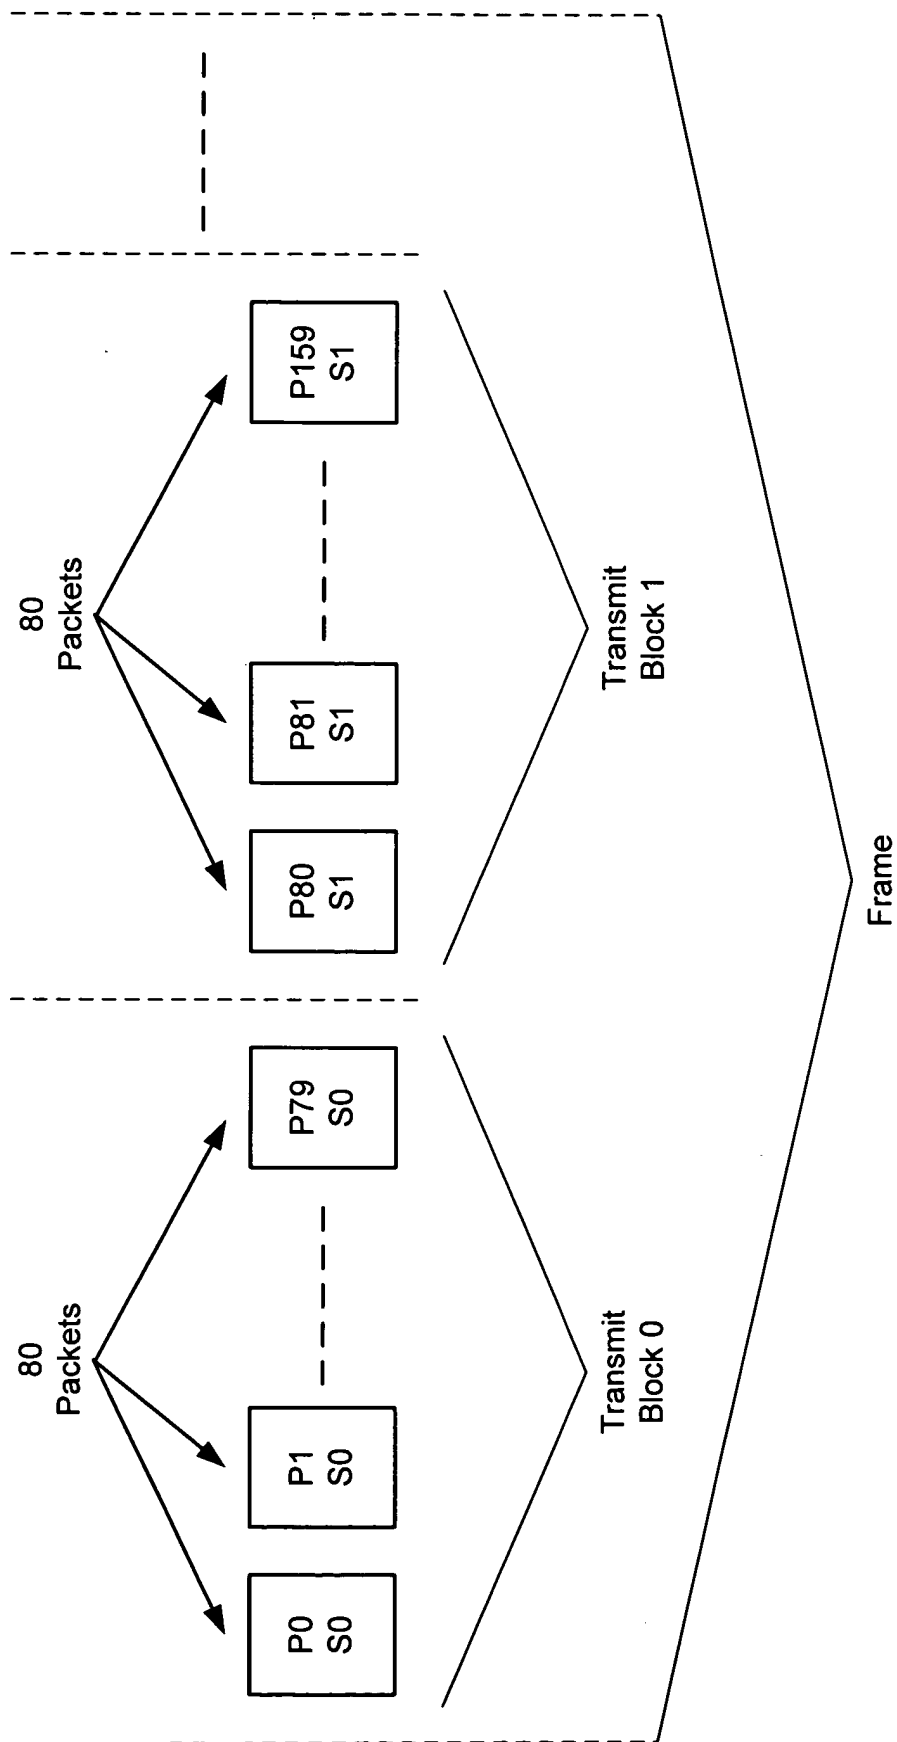 80
Packets
80
Packets
P0
S0
P1
S0
P79
S0
P80
S1
P81
S1
P159
S1
Transmit
Block 0
Transmit
Block 1
Frame